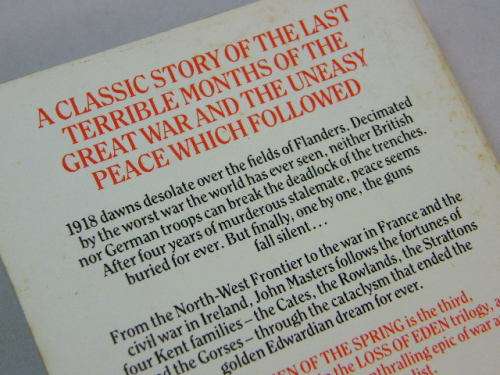 A CLASSIC STORY OF THE LAST
TERRIBLE MONTHS OF THE
GREAT WAR AND THE UNEASY
PEACE WHICH FOLLOWED
1918 dawns desolate over the fields of Flanders. Decimated
by the worst war the world has ever seen, neither British
nor German troops can break the deadlock of the trenches.
After four years of murderous stalemate, peace seems
buried for ever. But finally, one by one, the guns
fall silent...
From the North-West Frontier to the war in France and the
civil war in Ireland, John Masters follows the fortunes of
four Kent families – the Cates, the Rowlands, the Strattons
and the Gorses – through the cataclysm that ended the
golden Edwardian dream for ever.
OF THE SPRING is the third,
the LOSS OF EDEN trilogy, a
enthralling epic of war a
list.